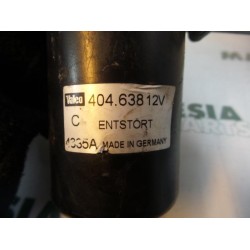 Valeo 404.638 12V
C ENTSTÖRT
4335A MADE IN GERMANY